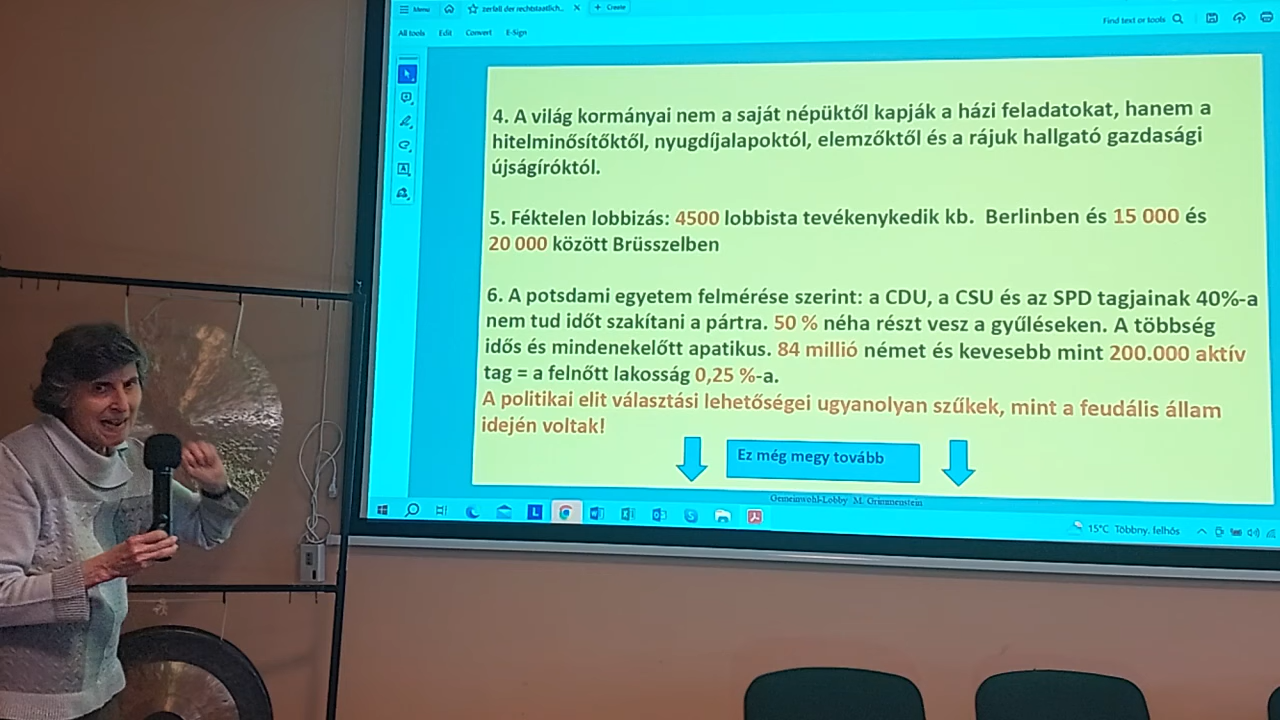 Menu
zerfall der rechtstaatlich...
+ Create
Find text or tools
All tools Edit Convert E-Sign
4. A világ kormányai nem a saját népüktől kapják a házi feladatokat, hanem a
hitelminősítőktől, nyugdíjalapoktól, elemzőktől és a rájuk hallgató gazdasági
újságíróktól.
5. Féktelen lobbizás: 4500 lobbista tevékenykedik kb. Berlinben és 15 000 és
20 000 között Brüsszelben
6. A potsdami egyetem felmérése szerint: a CDU, a CSU és az SPD tagjainak 40%-a
nem tud időt szakítani a pártra. 50 % néha részt vesz a gyűléseken. A többség
idős és mindenekelőtt apatikus. 84 millió német és kevesebb mint 200.000 aktív
tag = a felnőtt lakosság 0,25 %-a.
A politikai elit választási lehetőségei ugyanolyan szűkek, mint a feudális állam
idején voltak!
Ez még megy tovább
Gemeinwohl-Lobby M. Grimmenstein
15°C Többny. felhős